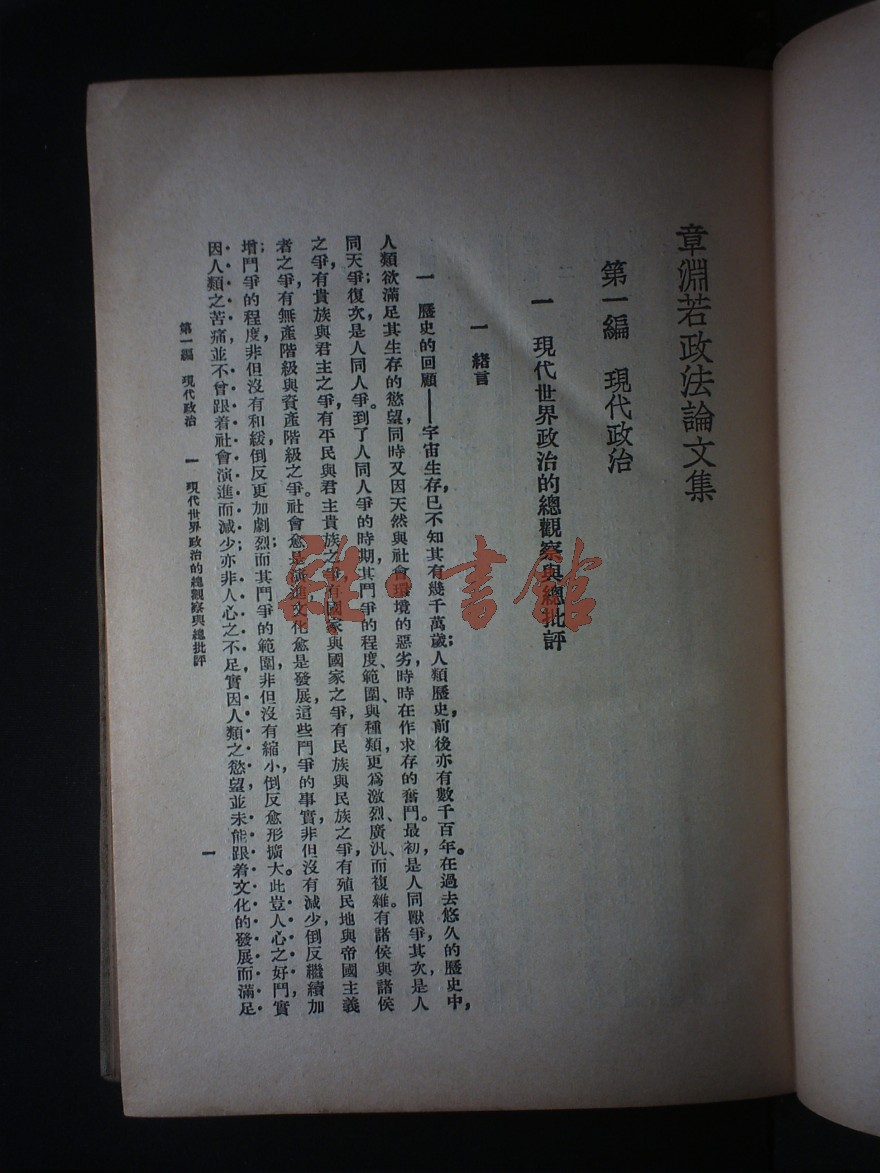 章淵若政法論文集
第一編　現代政治
一　現代世界政治的總觀察與總批評
一　緒言
一　歷史的回顧——宇宙生存已不知其有幾千萬歲；人類歷史，前後亦有數千百年。在過去悠久的歷史中，
人類欲滿足其生存的慾望，同時又因天然與社會環境的惡劣，時時在作求存的奮鬥。最初，是人同獸爭，其次，是人
同天爭；復次，是人同人爭。到了人同人爭的時期，其鬥爭的程度、範圍、與種類，更爲激烈、廣汎、而複雜。有諸侯與諸侯
之爭，有貴族與君主之爭，有平民與君主貴族之爭，有國家與國家之爭，有民族與民族之爭，有殖民地與帝國主義
者之爭，有無產階級與資產階級之爭。社會愈是演進，文化愈是發展，這些鬥爭的事實，非但沒有減少，倒反繼續加
增；鬥爭的程度，非但沒有和緩，倒反更加劇烈；而其鬥爭的範圍，非但沒有縮小，倒反愈形擴大。此豈人心之好鬥，實
因人類之苦痛，並不曾跟着社會演進而減少；亦非人心之不足，實因人類之慾望，並未能跟着文化的發展而滿足。
第一編　現代政治　一　現代世界政治的總觀察與總批評
一
雜·書館